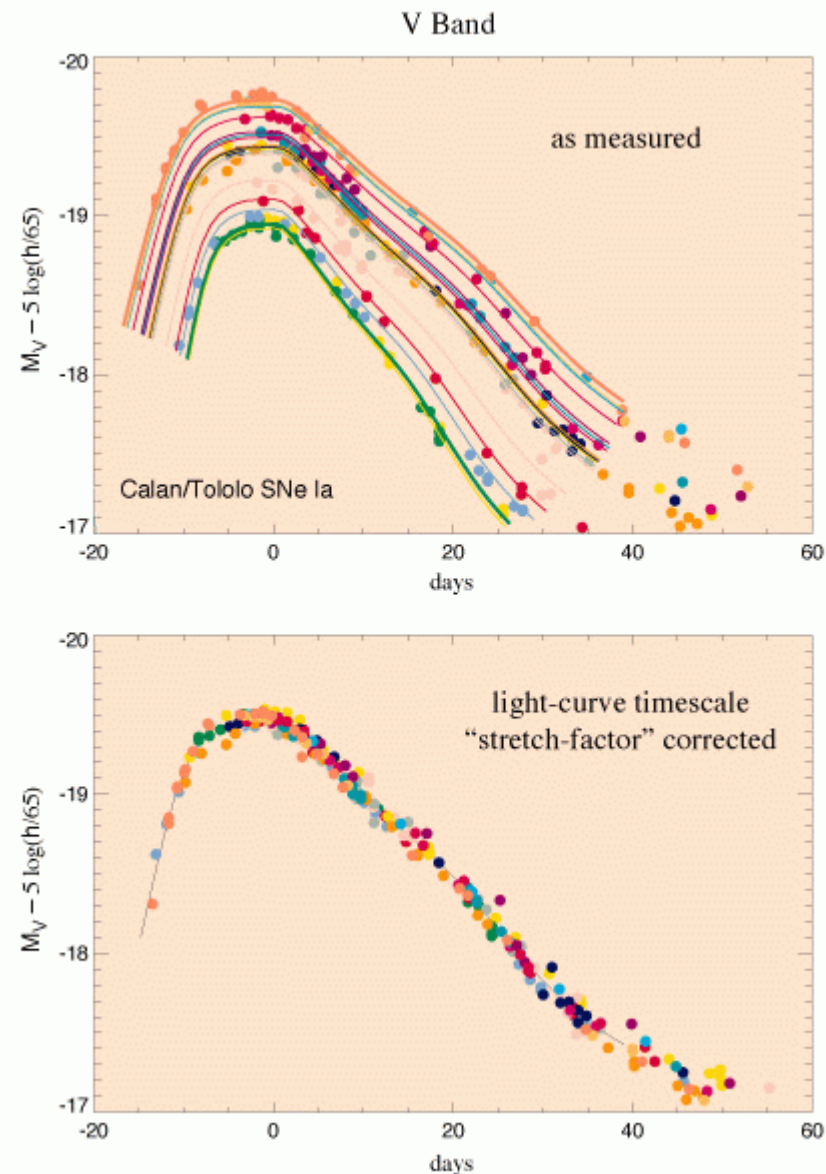 V Band
-20
-19
-18
-17
M_V – 5 log(h/65)
as measured
Calan/Tololo SNe Ia
-20 0 20 40 60
days
-20
-19
-18
-17
M_V – 5 log(h/65)
light-curve timescale
“stretch-factor” corrected
-20 0 20 40 60
days